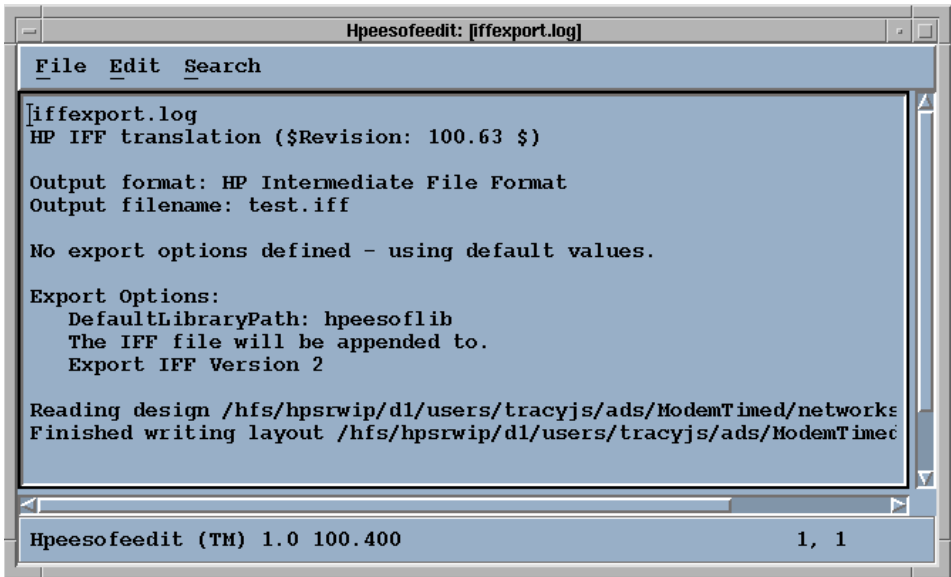 Hpeesofeedit: [iffexport.log]
File Edit Search
iffexport.log
HP IFF translation ($Revision: 100.63 $)
Output format: HP Intermediate File Format
Output filename: test.iff
No export options defined - using default values.
Export Options:
DefaultLibraryPath: hpeesoflib
The IFF file will be appended to.
Export IFF Version 2
Reading design /hfs/hpsrwip/d1/users/tracyjs/ads/ModemTimed/networks
Finished writing layout /hfs/hpsrwip/d1/users/tracyjs/ads/ModemTimed
Hpeesofeedit (TM) 1.0 100.400 1, 1